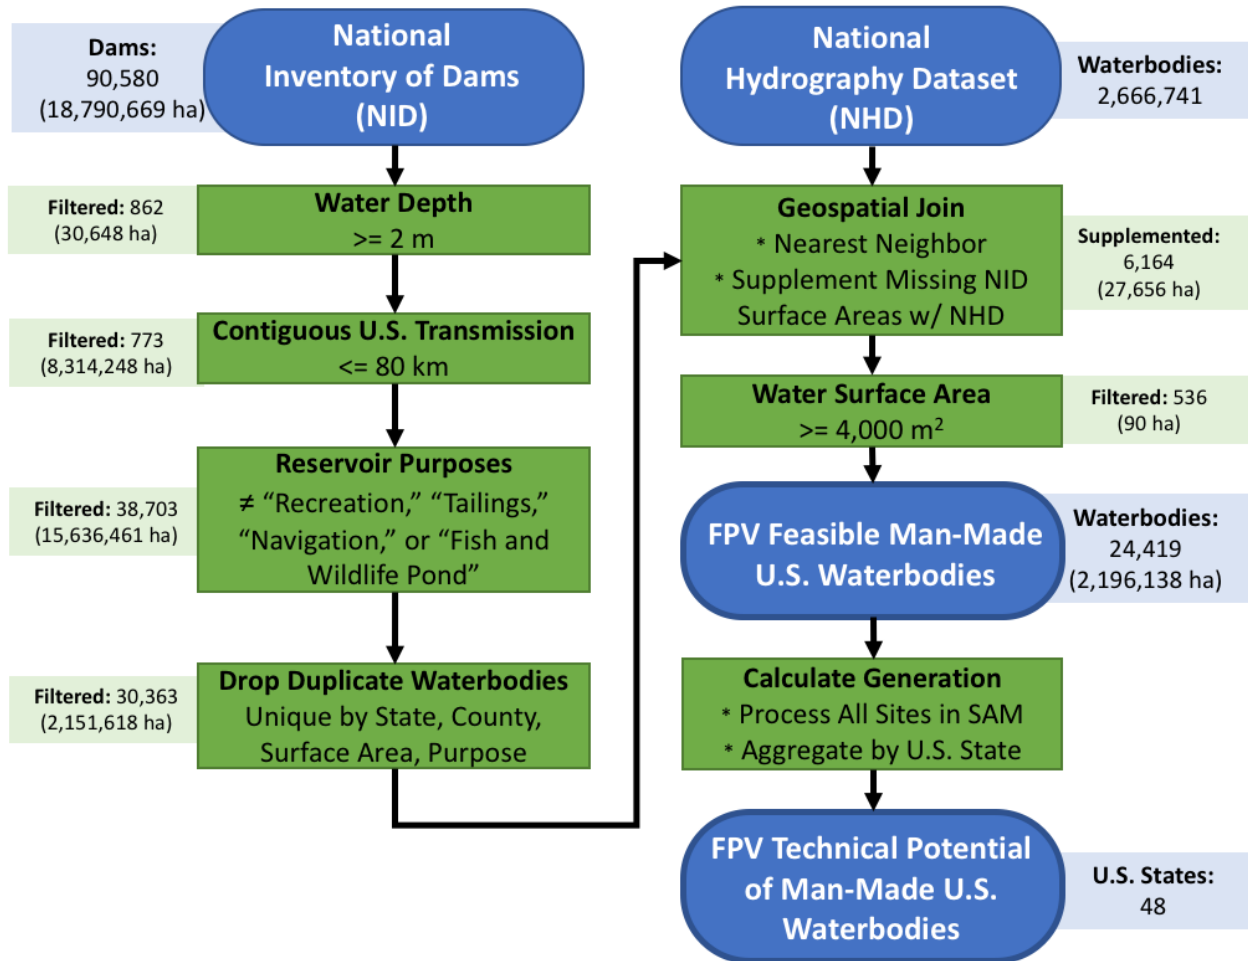 Dams:
90,580
(18,790,669 ha)
National
Inventory of Dams
(NID)
Filtered: 862
(30,648 ha)
Water Depth
>= 2 m
Filtered: 773
(8,314,248 ha)
Contiguous U.S. Transmission
<= 80 km
Filtered: 38,703
(15,636,461 ha)
Reservoir Purposes
≠ “Recreation,” “Tailings,”
“Navigation,” or “Fish and
Wildlife Pond”
Filtered: 30,363
(2,151,618 ha)
Drop Duplicate Waterbodies
Unique by State, County,
Surface Area, Purpose
National
Hydrography Dataset
(NHD)
Waterbodies:
2,666,741
Geospatial Join
* Nearest Neighbor
* Supplement Missing NID
Surface Areas w/ NHD
Supplemented:
6,164
(27,656 ha)
Water Surface Area
>= 4,000 m²
Filtered: 536
(90 ha)
FPV Feasible Man-Made
U.S. Waterbodies
Waterbodies:
24,419
(2,196,138 ha)
Calculate Generation
* Process All Sites in SAM
* Aggregate by U.S. State
FPV Technical Potential
of Man-Made U.S.
Waterbodies
U.S. States:
48